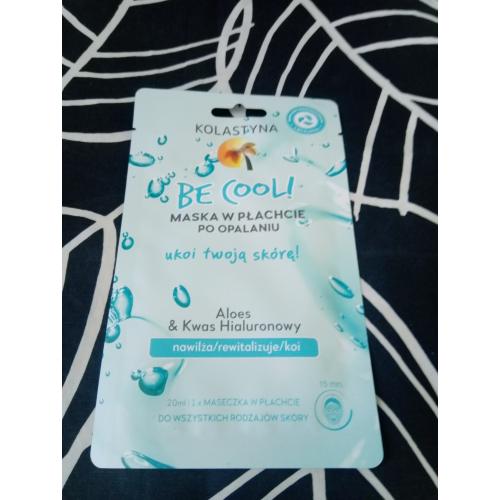 KOLASTYNA
BE COOL!
MASKA W PŁACHCIE
PO OPALANIU
ukoi twoją skórę!
Aloes
& Kwas Hialuronowy
nawilża/rewitalizuje/koi
15 min.
20ml | 1 x MASECZKA W PŁACHCIE
DO WSZYSTKICH RODZAJÓW SKÓRY